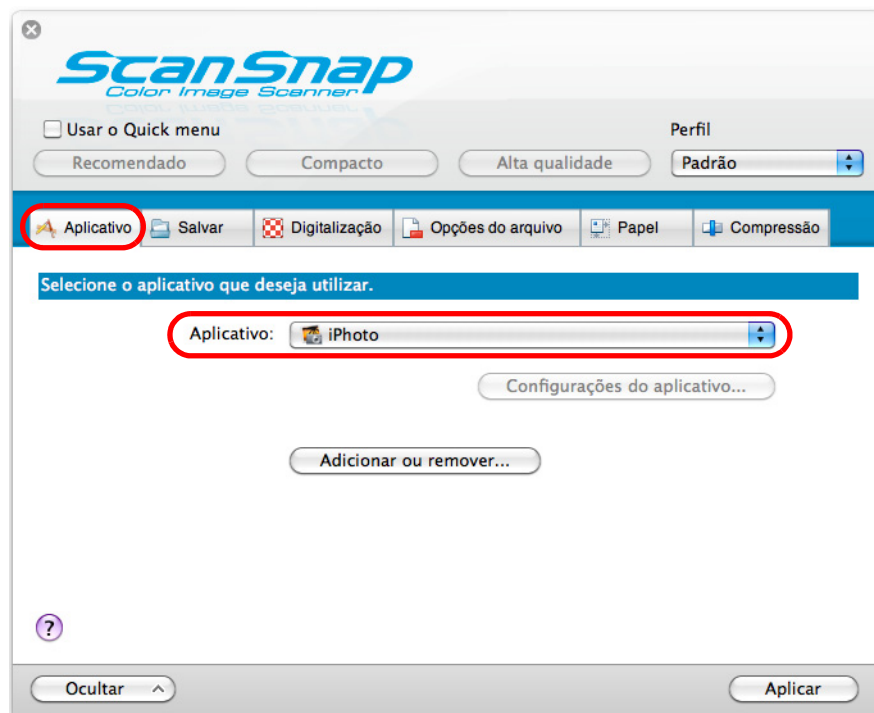 ScanSnap
Color Image Scanner
Usar o Quick menu
Perfil
Recomendado Compacto Alta qualidade Padrão
Aplicativo Salvar Digitalização Opções do arquivo Papel Compressão
Selecione o aplicativo que deseja utilizar.
Aplicativo: iPhoto
Configurações do aplicativo...
Adicionar ou remover...
?
Ocultar Aplicar